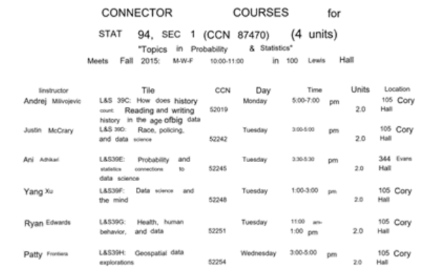 CONNECTOR COURSES for
STAT 94, SEC 1 (CCN 87470) (4 units)
"Topics in Probability & Statistics"
Meets Fall 2015: M-W-F 10:00-11:00 in 100 Lewis Hall
Iinstructor Tile CCN Day Time Units Location
Andrej Milivojevic L&S 39C: How does history 52019 Monday 5:00-7:00 pm 2.0 105 Cory
count: Reading and writing Hall
history in the age ofbig data
Justin McCrary L&S 39D: Race, policing, 52242 Tuesday 3:00-5:00 pm 2.0 105 Cory
and data science Hall
Ani Adhikari L&S39E: Probability and 52245 Tuesday 3:30-5:30 pm 2.0 344 Evans
statistics connections to Hall
data science
Yang Xu L&S39F: Data science and 52248 Tuesday 1:00-3:00 pm 2.0 105 Cory
the mind Hall
Ryan Edwards L&S39G: Health, human 52251 Tuesday 11:00 am- 2.0 105 Cory
behavior, and data 1:00 pm Hall
Patty Frontera L&S39H: Geospatial data 52254 Wednesday 3:00-5:00 pm 2.0 105 Cory
explorations Hall